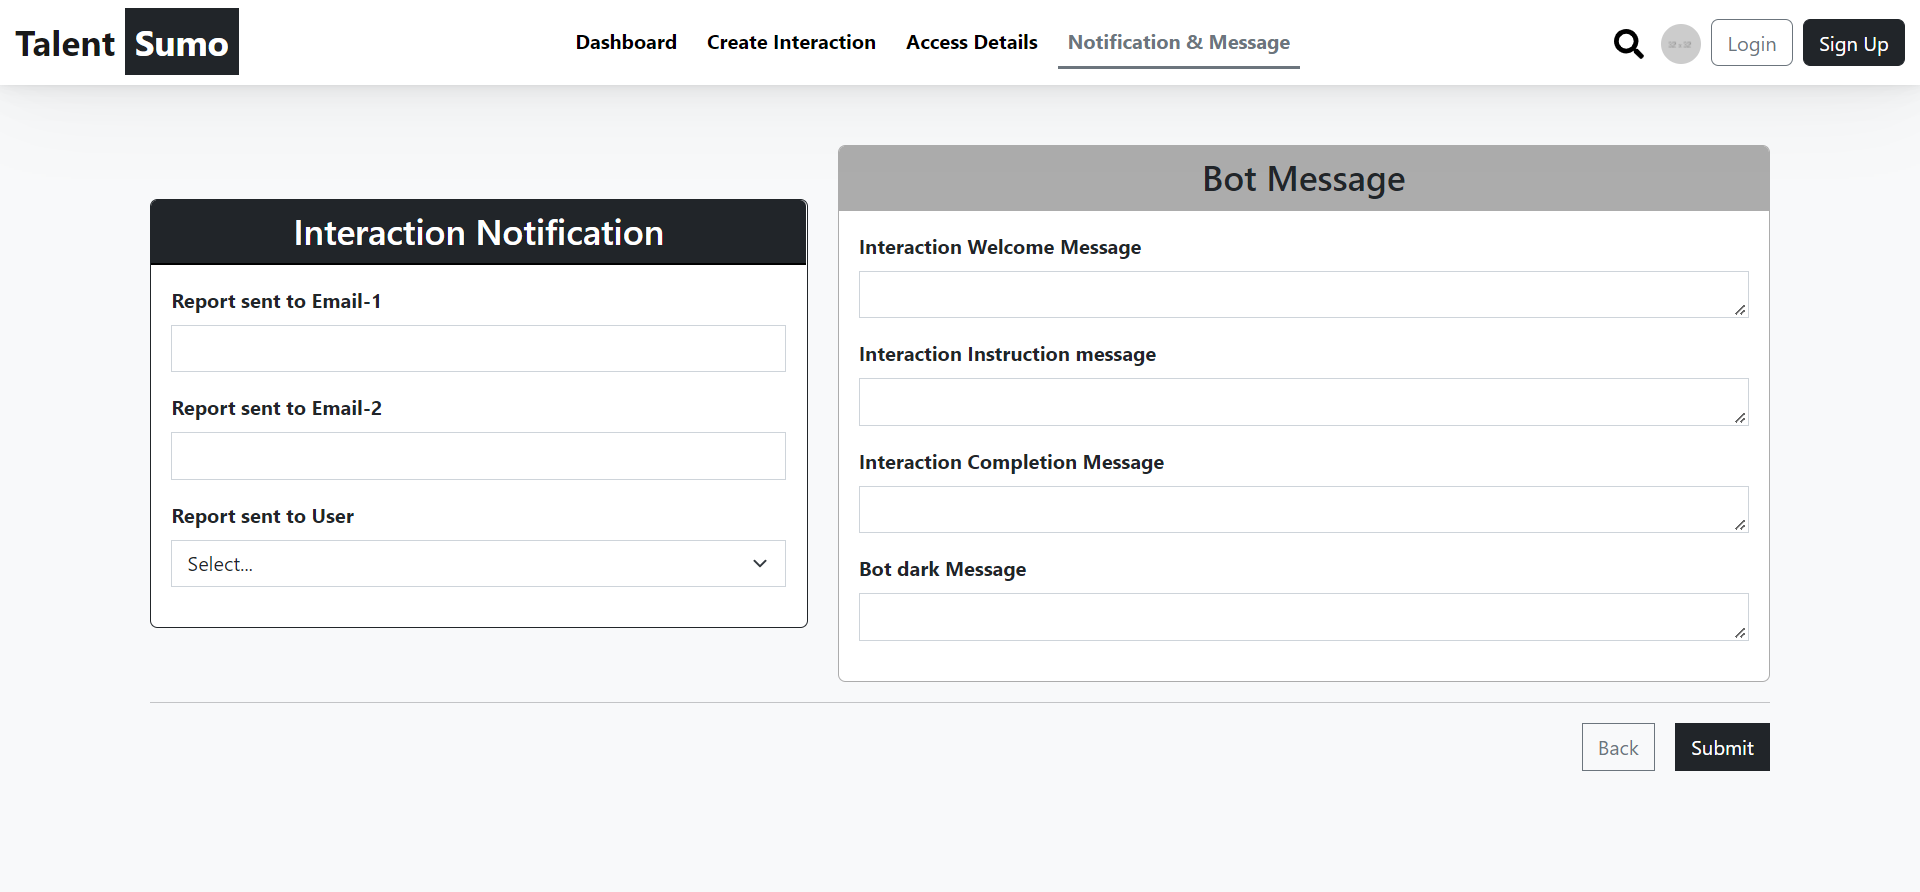 Talent Sumo
Dashboard
Create Interaction
Access Details
Notification & Message
Login
Sign Up
Interaction Notification
Report sent to Email-1
Report sent to Email-2
Report sent to User
Select...
Bot Message
Interaction Welcome Message
Interaction Instruction message
Interaction Completion Message
Bot dark Message
Back
Submit